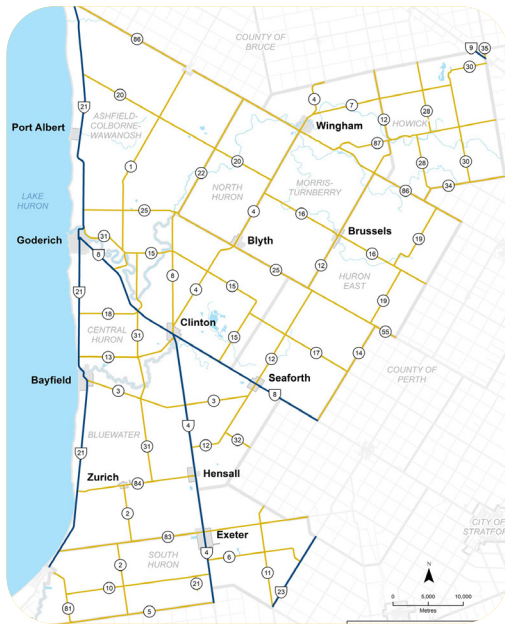 COUNTY OF
BRUCE
9
35
86
30
21
20
4
7
28
ASHFIELD-
COLBORNE-
WAWANOSH
12
HOWICK
Port Albert
Wingham
87
1
20
28
30
22
34
LAKE
HURON
NORTH
HURON
MORRIS-
TURNBERRY
86
25
4
16
Goderich
31
Blyth
Brussels
19
8
15
12
16
25
HURON
EAST
8
4
15
21
19
18
Clinton
CENTRAL
HURON
31
55
15
13
12
17
14
COUNTY OF
PERTH
Bayfield
Seaforth
3
3
8
4
BLUEWATER
32
31
12
21
Zurich
84
Hensall
2
CITY OF
STRATFORD
83
Exeter
SOUTH
HURON
4
6
2
11
N
10
21
23
0
5,000
10,000
Metres
81
5